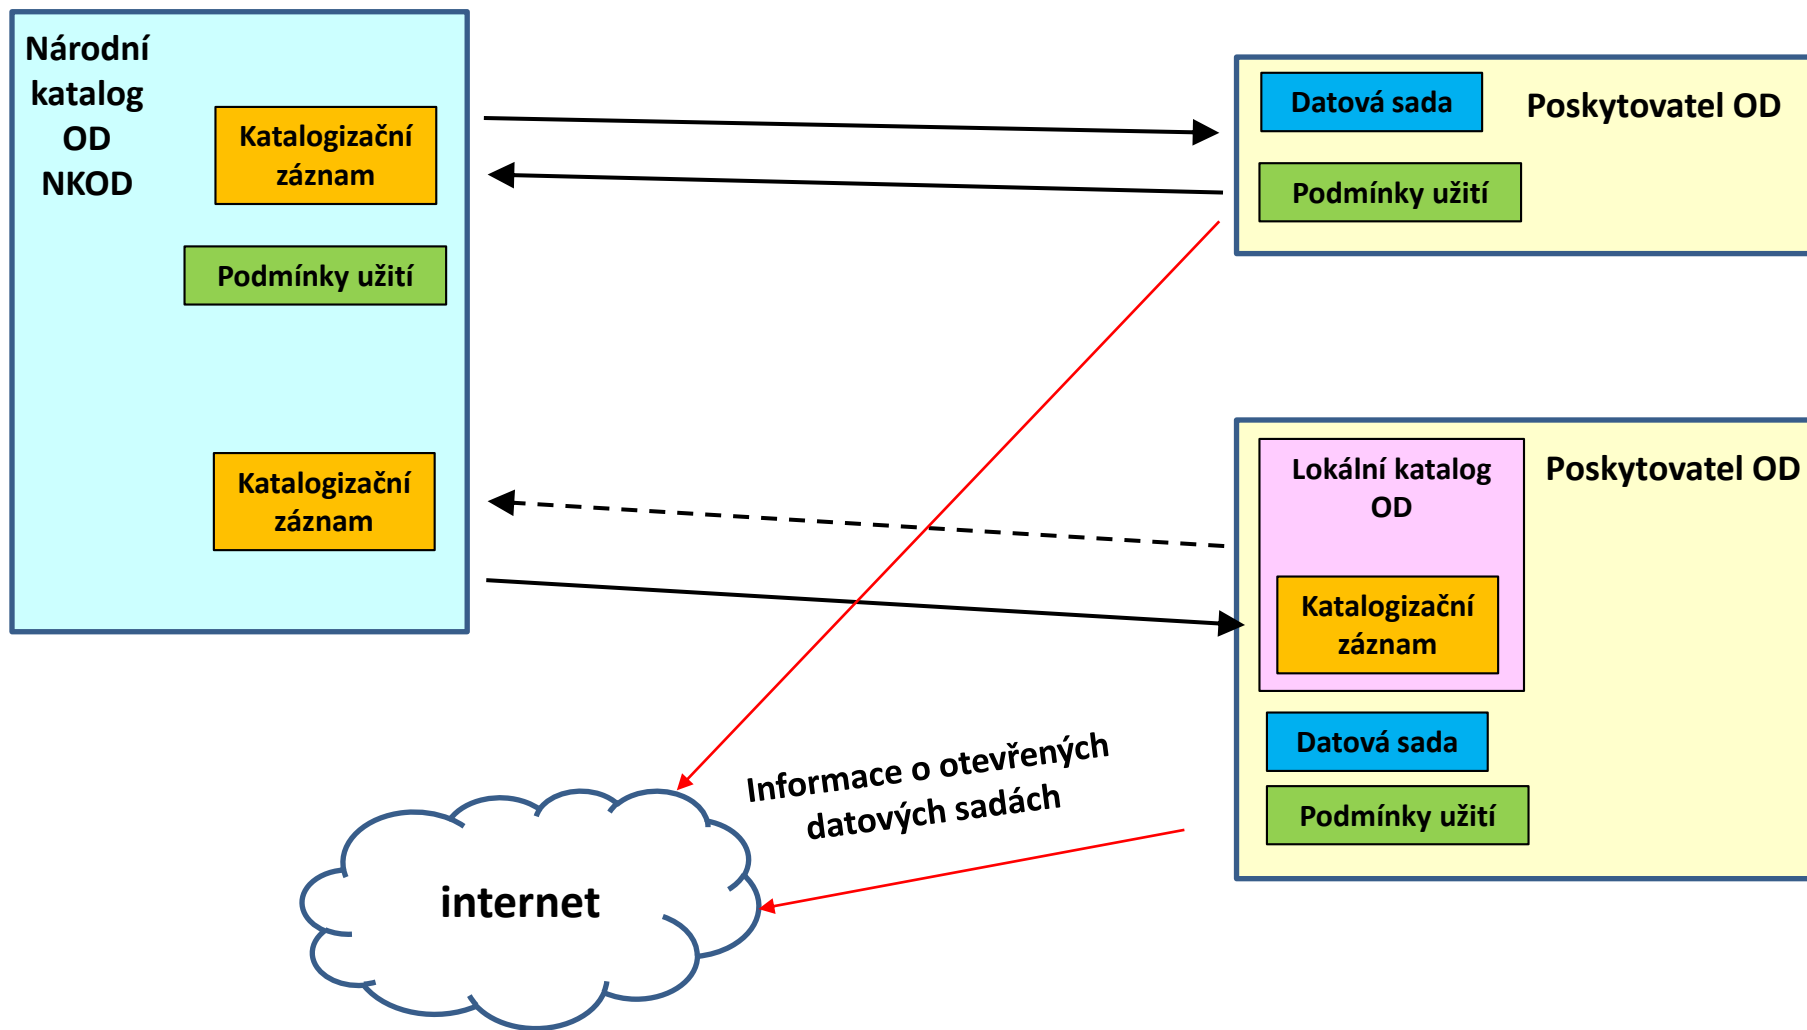 Národní
katalog
OD
NKOD
Katalogizační
záznam
Podmínky užití
Katalogizační
záznam
Datová sada
Poskytovatel OD
Podmínky užití
Lokální katalog
OD
Poskytovatel OD
Katalogizační
záznam
Datová sada
Podmínky užití
Informace o otevřených
datových sadách
internet